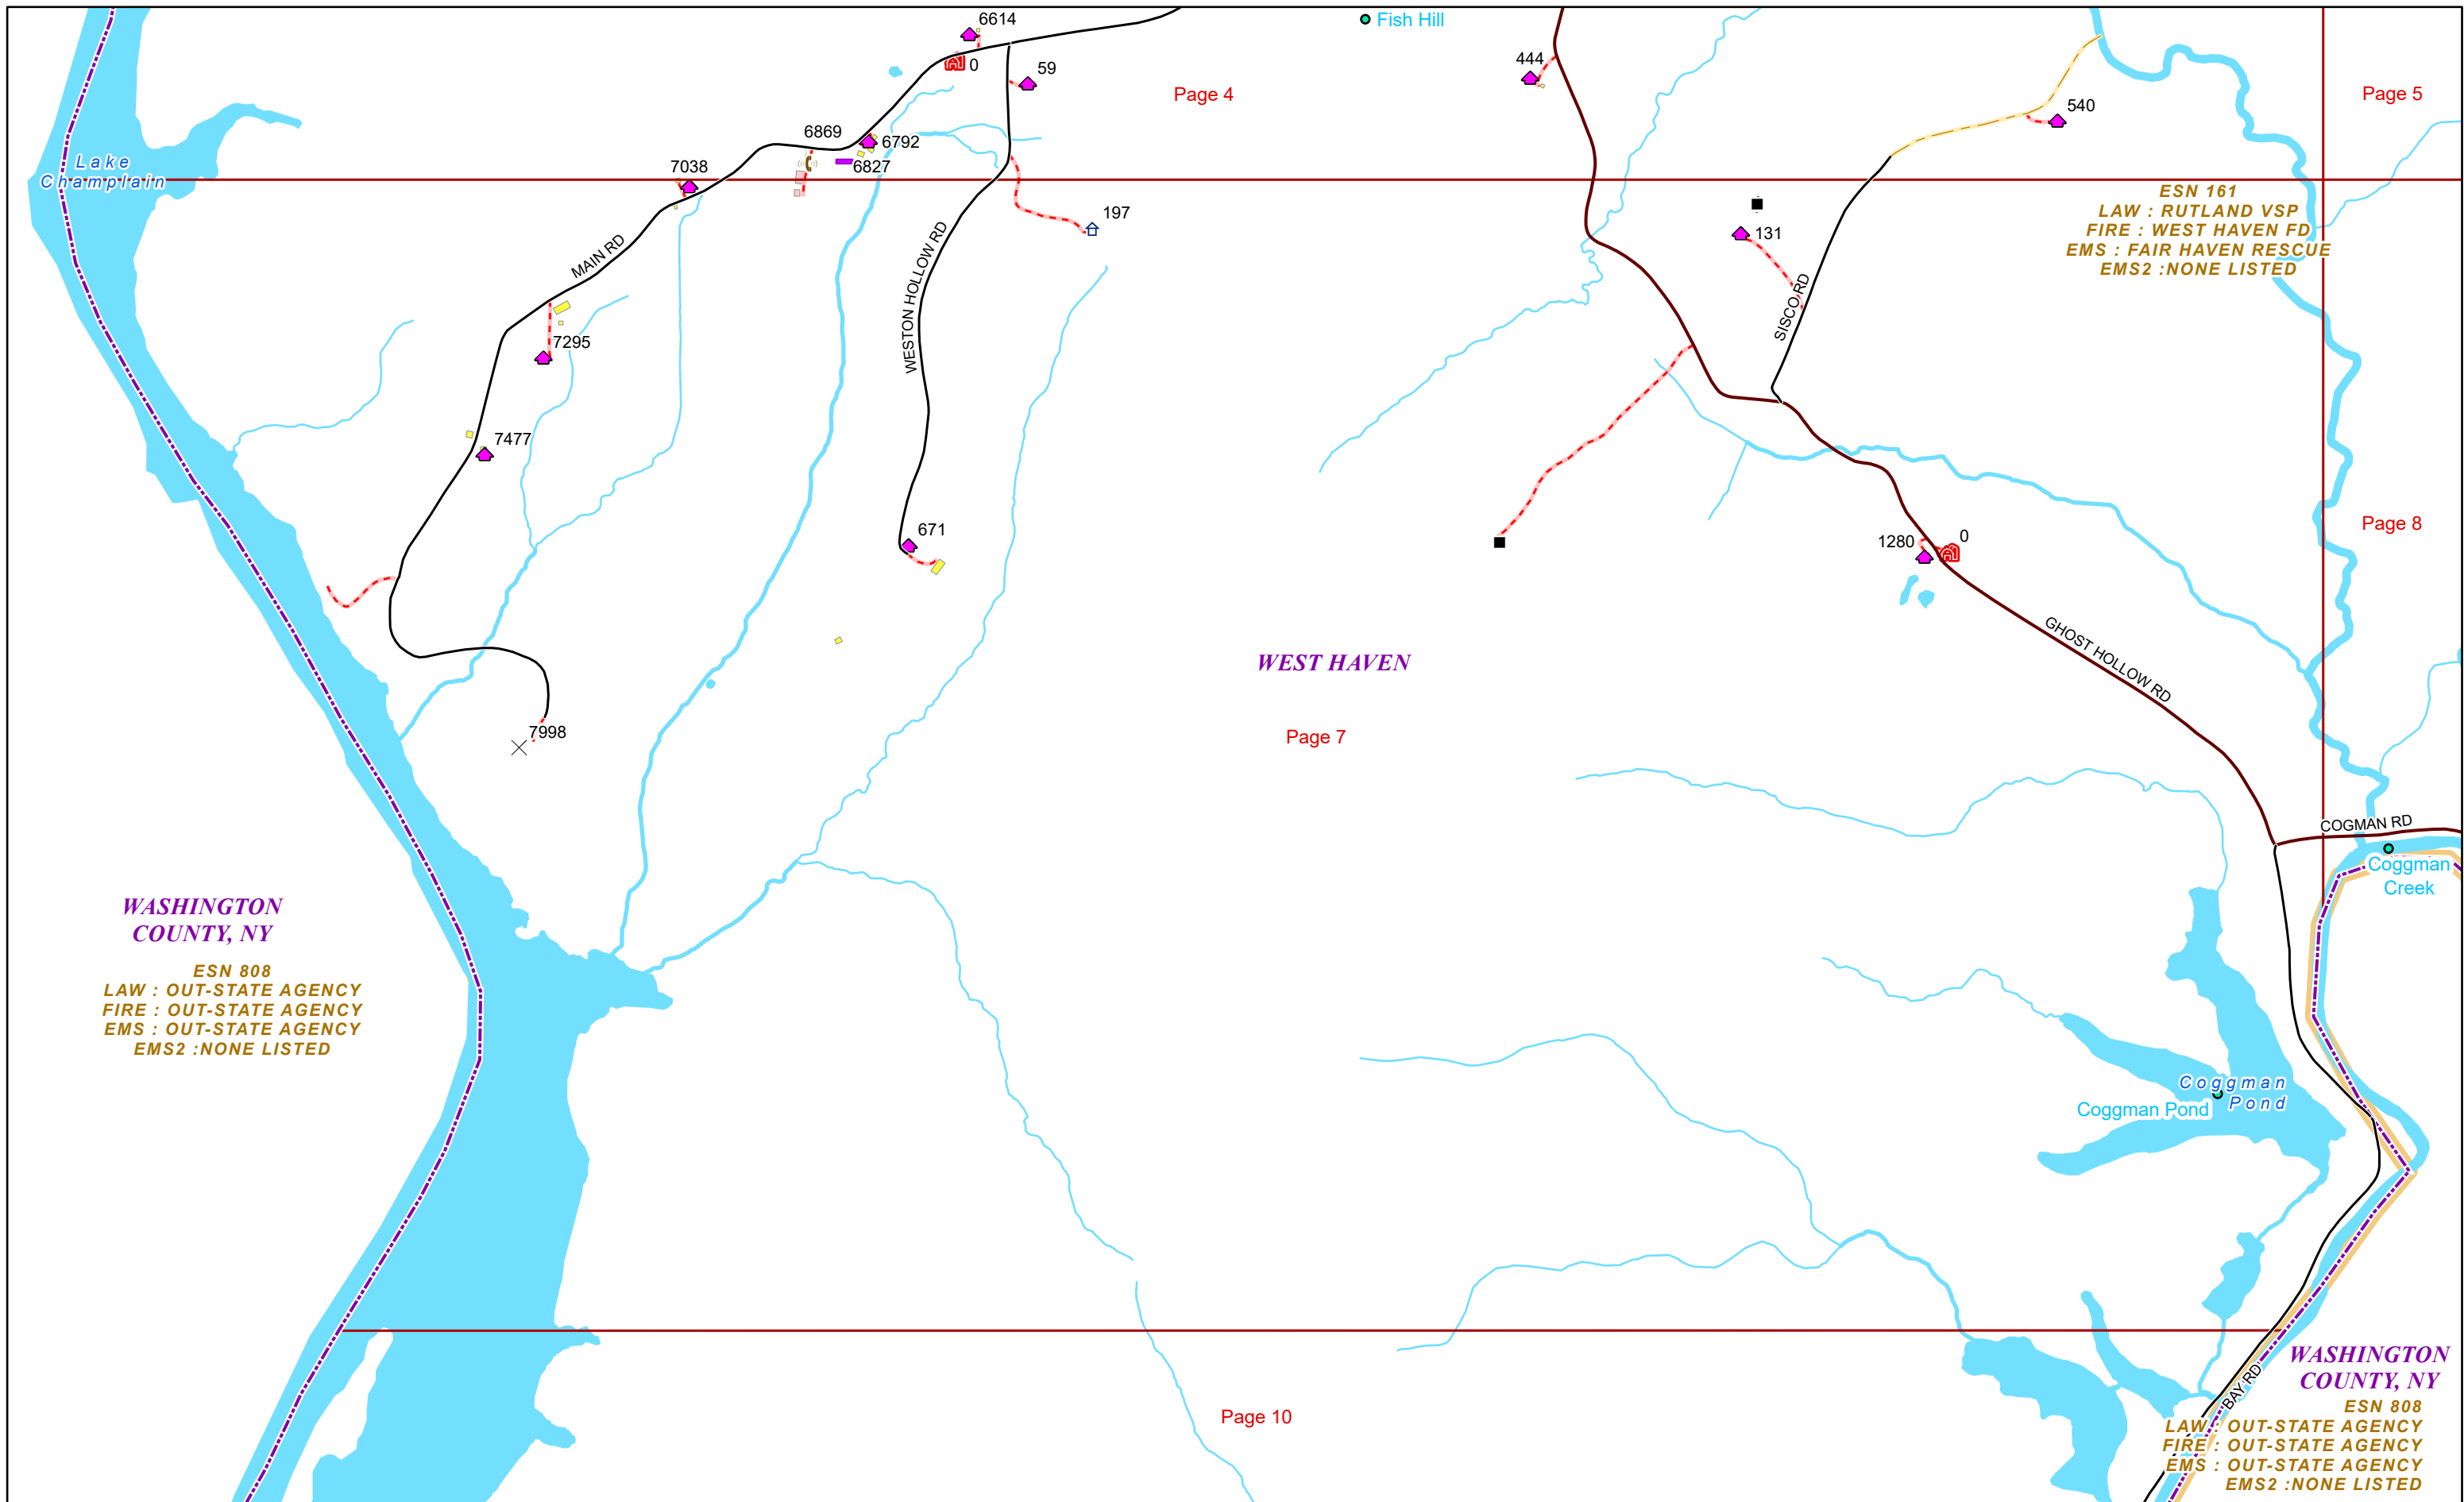 6614
Fish Hill
0
59
444
Page 4
Page 5
540
6869
6792
6827
7038
Lake
Champlain
197
131
ESN 161
LAW : RUTLAND VSP
FIRE : WEST HAVEN FD
EMS : FAIR HAVEN RESCUE
EMS2 :NONE LISTED
MAIN RD
WESTON HOLLOW RD
SISCO RD
7295
7477
671
Page 8
1280
0
GHOST HOLLOW RD
WEST HAVEN
7998
Page 7
COGMAN RD
Coggman
Creek
WASHINGTON
COUNTY, NY
ESN 808
LAW : OUT-STATE AGENCY
FIRE : OUT-STATE AGENCY
EMS : OUT-STATE AGENCY
EMS2 :NONE LISTED
Coggman
Pond
Coggman Pond
WASHINGTON
COUNTY, NY
BAY RD
Page 10
ESN 808
LAW : OUT-STATE AGENCY
FIRE : OUT-STATE AGENCY
EMS : OUT-STATE AGENCY
EMS2 :NONE LISTED